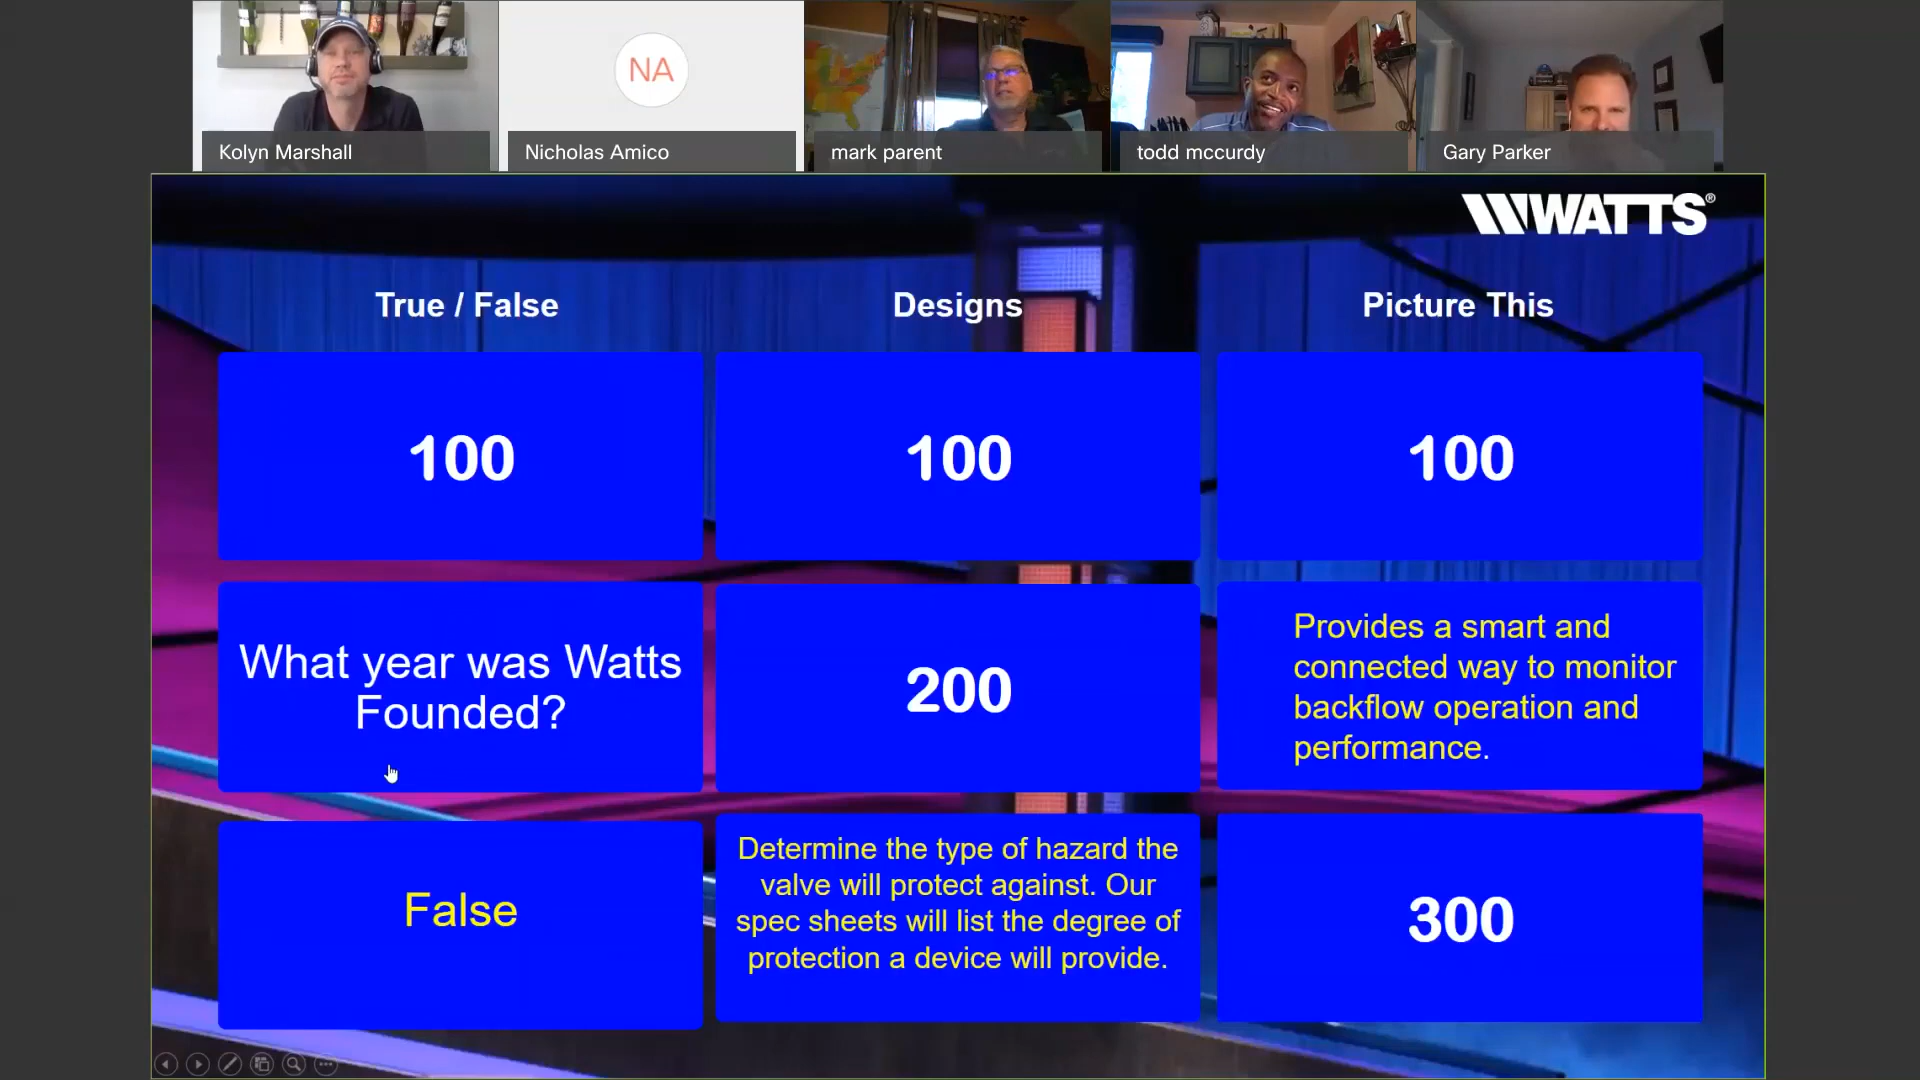 NA
Kolyn Marshall
Nicholas Amico
mark parent
todd mccurdy
Gary Parker
WATTS®
True / False
Designs
Picture This
100
100
100
What year was Watts
Founded?
200
Provides a smart and
connected way to monitor
backflow operation and
performance.
False
Determine the type of hazard the
valve will protect against. Our
spec sheets will list the degree of
protection a device will provide.
300